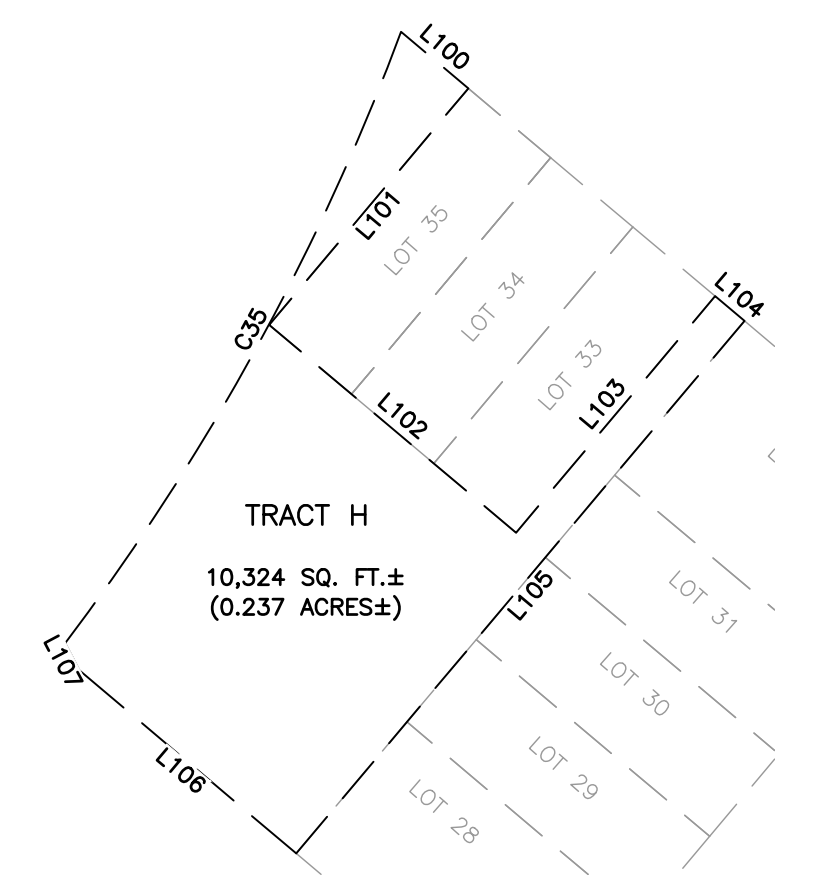 L100
L101
LOT 35
LOT 34
L104
C35
LOT 33
L103
L102
TRACT H
10,324 SQ. FT.±
(0.237 ACRES±)
L105
LOT 31
L107
LOT 30
L106
LOT 29
LOT 28